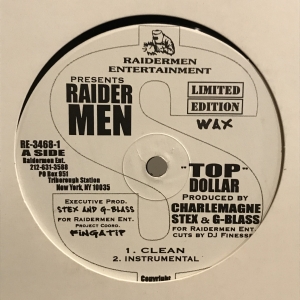 RAIDERMEN
ENTERTAINMENT
PRESENTS
RAIDER
MEN
LIMITED
EDITION
WAX
RE-3468-1
A SIDE
Raidermen Ent.
212-631-3588
PO Box 951
Triborough Station
New York, NY 10035
"TOP"
DOLLAR
PRODUCED BY
CHARLEMAGNE
STEX & G-BLASS
FOR RAIDERMEN ENT.
CUTS BY DJ FINESSE
EXECUTIVE PROD.
STEX AND G-BLASS
FOR RAIDERMEN ENT.
PROJECT COORD.
FINGATIP
1. CLEAN
2. INSTRUMENTAL
Copyright